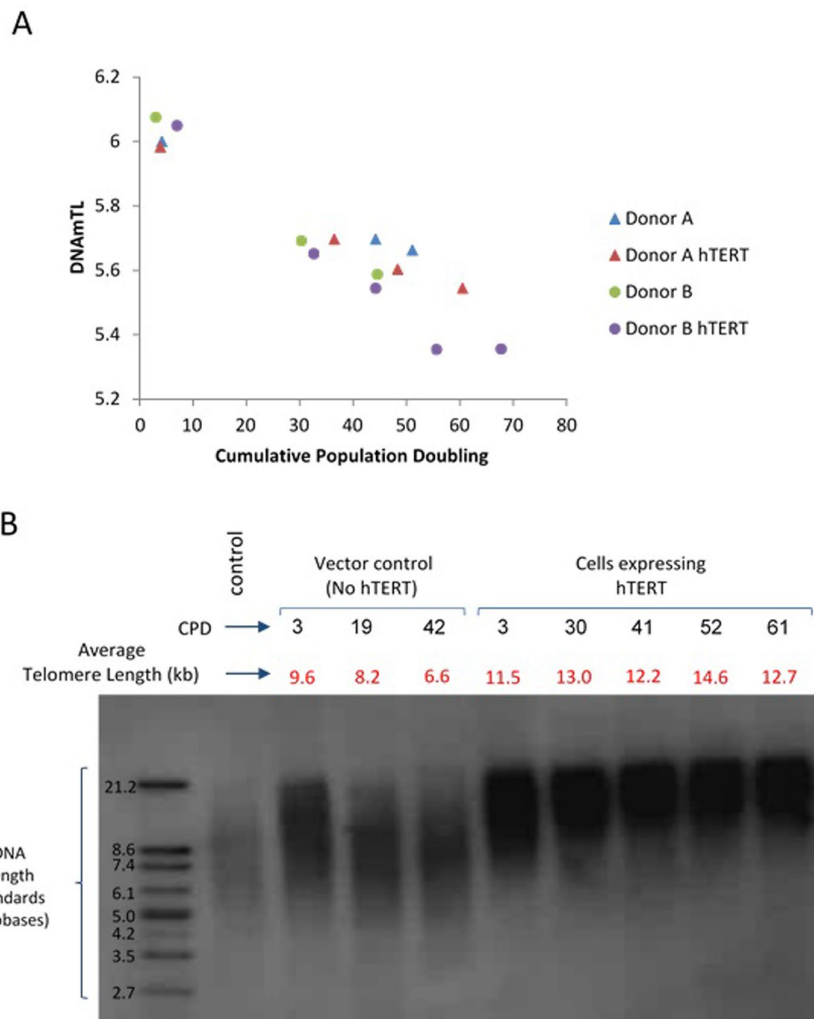 A
6.2
6
5.8
5.6
5.4
5.2
DNAmTL
0 10 20 30 40 50 60 70 80
Cumulative Population Doubling
Donor A
Donor A hTERT
Donor B
Donor B hTERT
B
control
Vector control
(No hTERT)
Cells expressing
hTERT
CPD 3 19 42 3 30 41 52 61
Average
Telomere Length (kb) 9.6 8.2 6.6 11.5 13.0 12.2 14.6 12.7
21.2
8.6
7.4
6.1
5.0
4.2
3.5
2.7